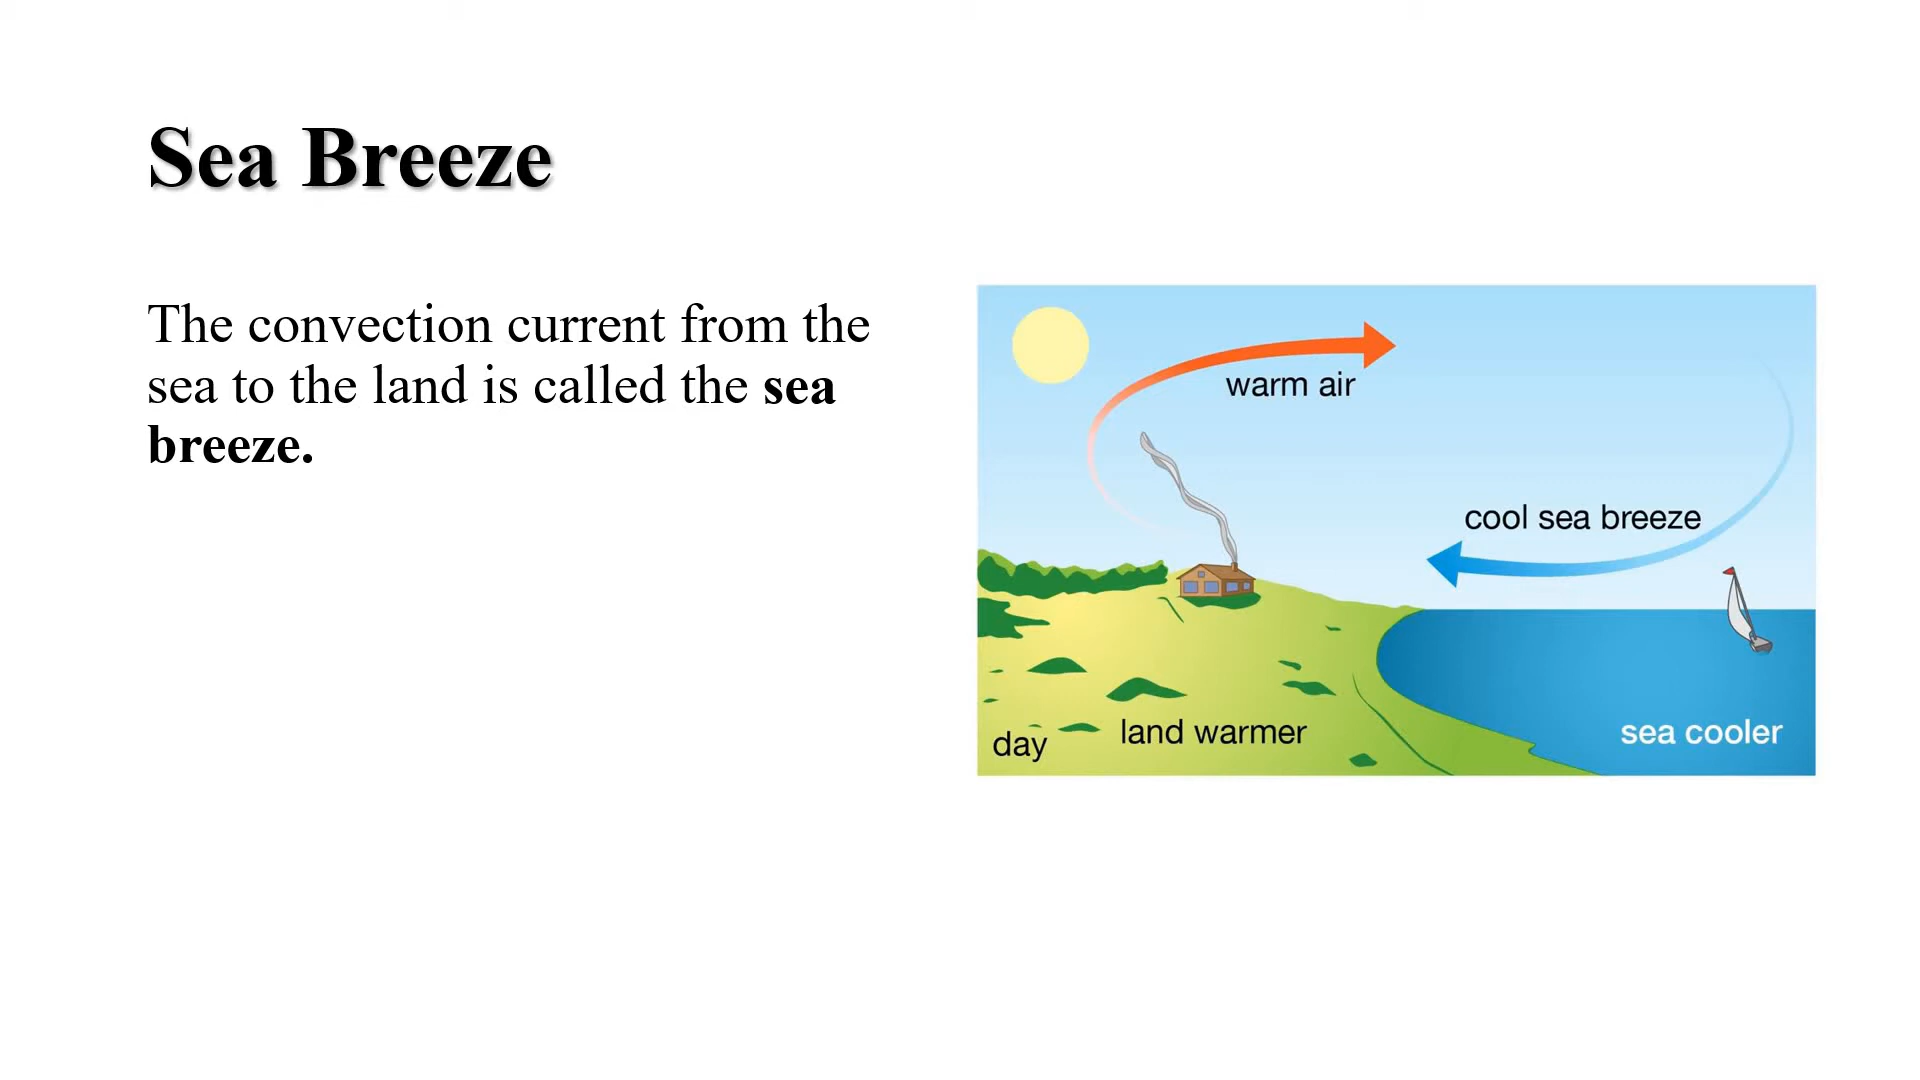 Sea Breeze
The convection current from the
sea to the land is called the sea
breeze.
warm air
cool sea breeze
land warmer
sea cooler
day